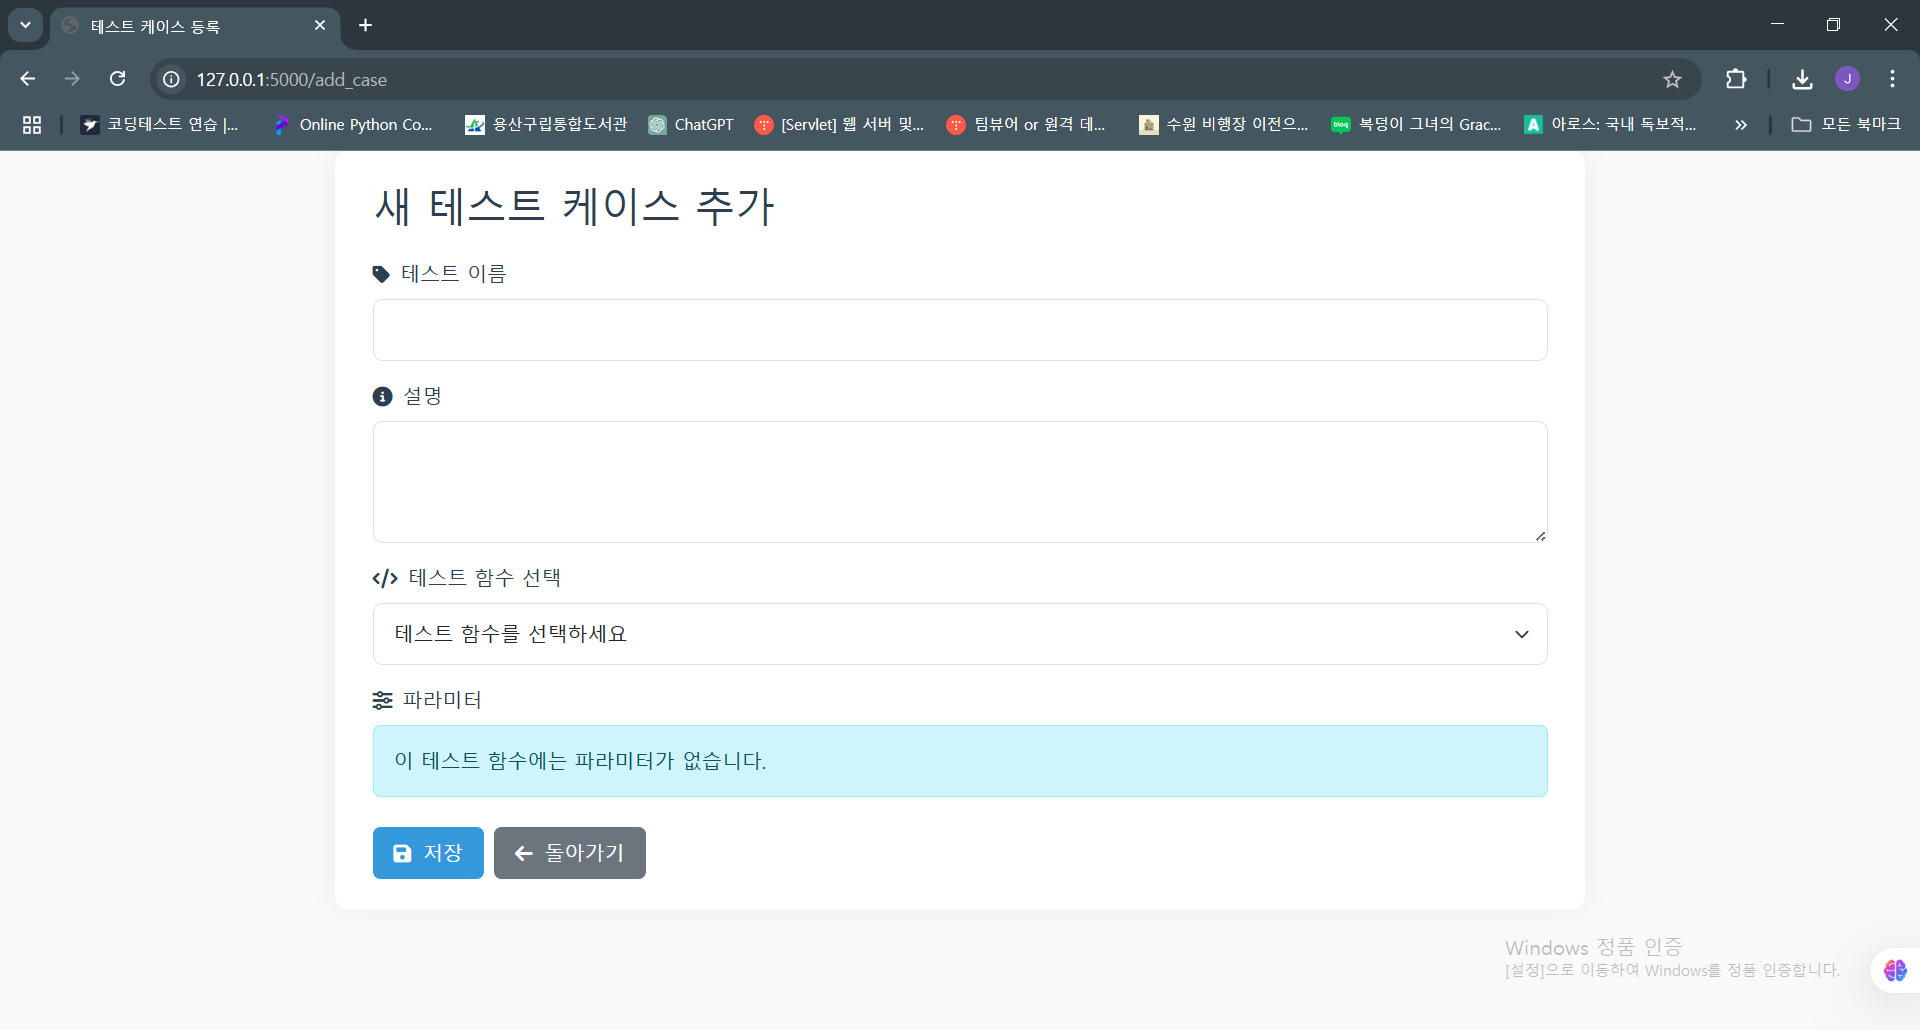 테스트 케이스 등록
127.0.0.1:5000/add_case
코딩테스트 연습 |...
Online Python Co...
용산구립통합도서관
ChatGPT
[Servlet] 웹 서버 및...
팀뷰어 or 원격 데...
수원 비행장 이전으...
blog
복덩이 그녀의 Grac...
A
아로스: 국내 독보적...
모든 북마크
J
새 테스트 케이스 추가
테스트 이름
설명
테스트 함수 선택
테스트 함수를 선택하세요
파라미터
이 테스트 함수에는 파라미터가 없습니다.
저장
돌아가기
Windows 정품 인증
[설정]으로 이동하여 Windows를 정품 인증합니다.